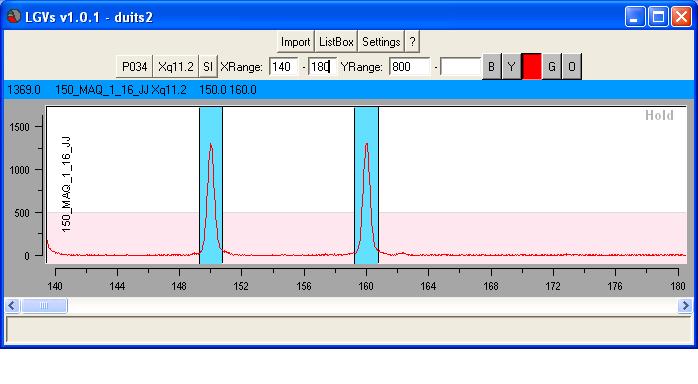 LGVs v1.0.1 - duits2
Import ListBox Settings ?
P034 Xq11.2 SI XRange: 140 - 180 YRange: 800 - B Y G O
1369.0 150_MAQ_1_16_JJ Xq11.2 150.0 160.0
Hold
150_MAQ_1_16_JJ
1500
1000
500
0
140 144 148 152 156 160 164 168 172 176 180